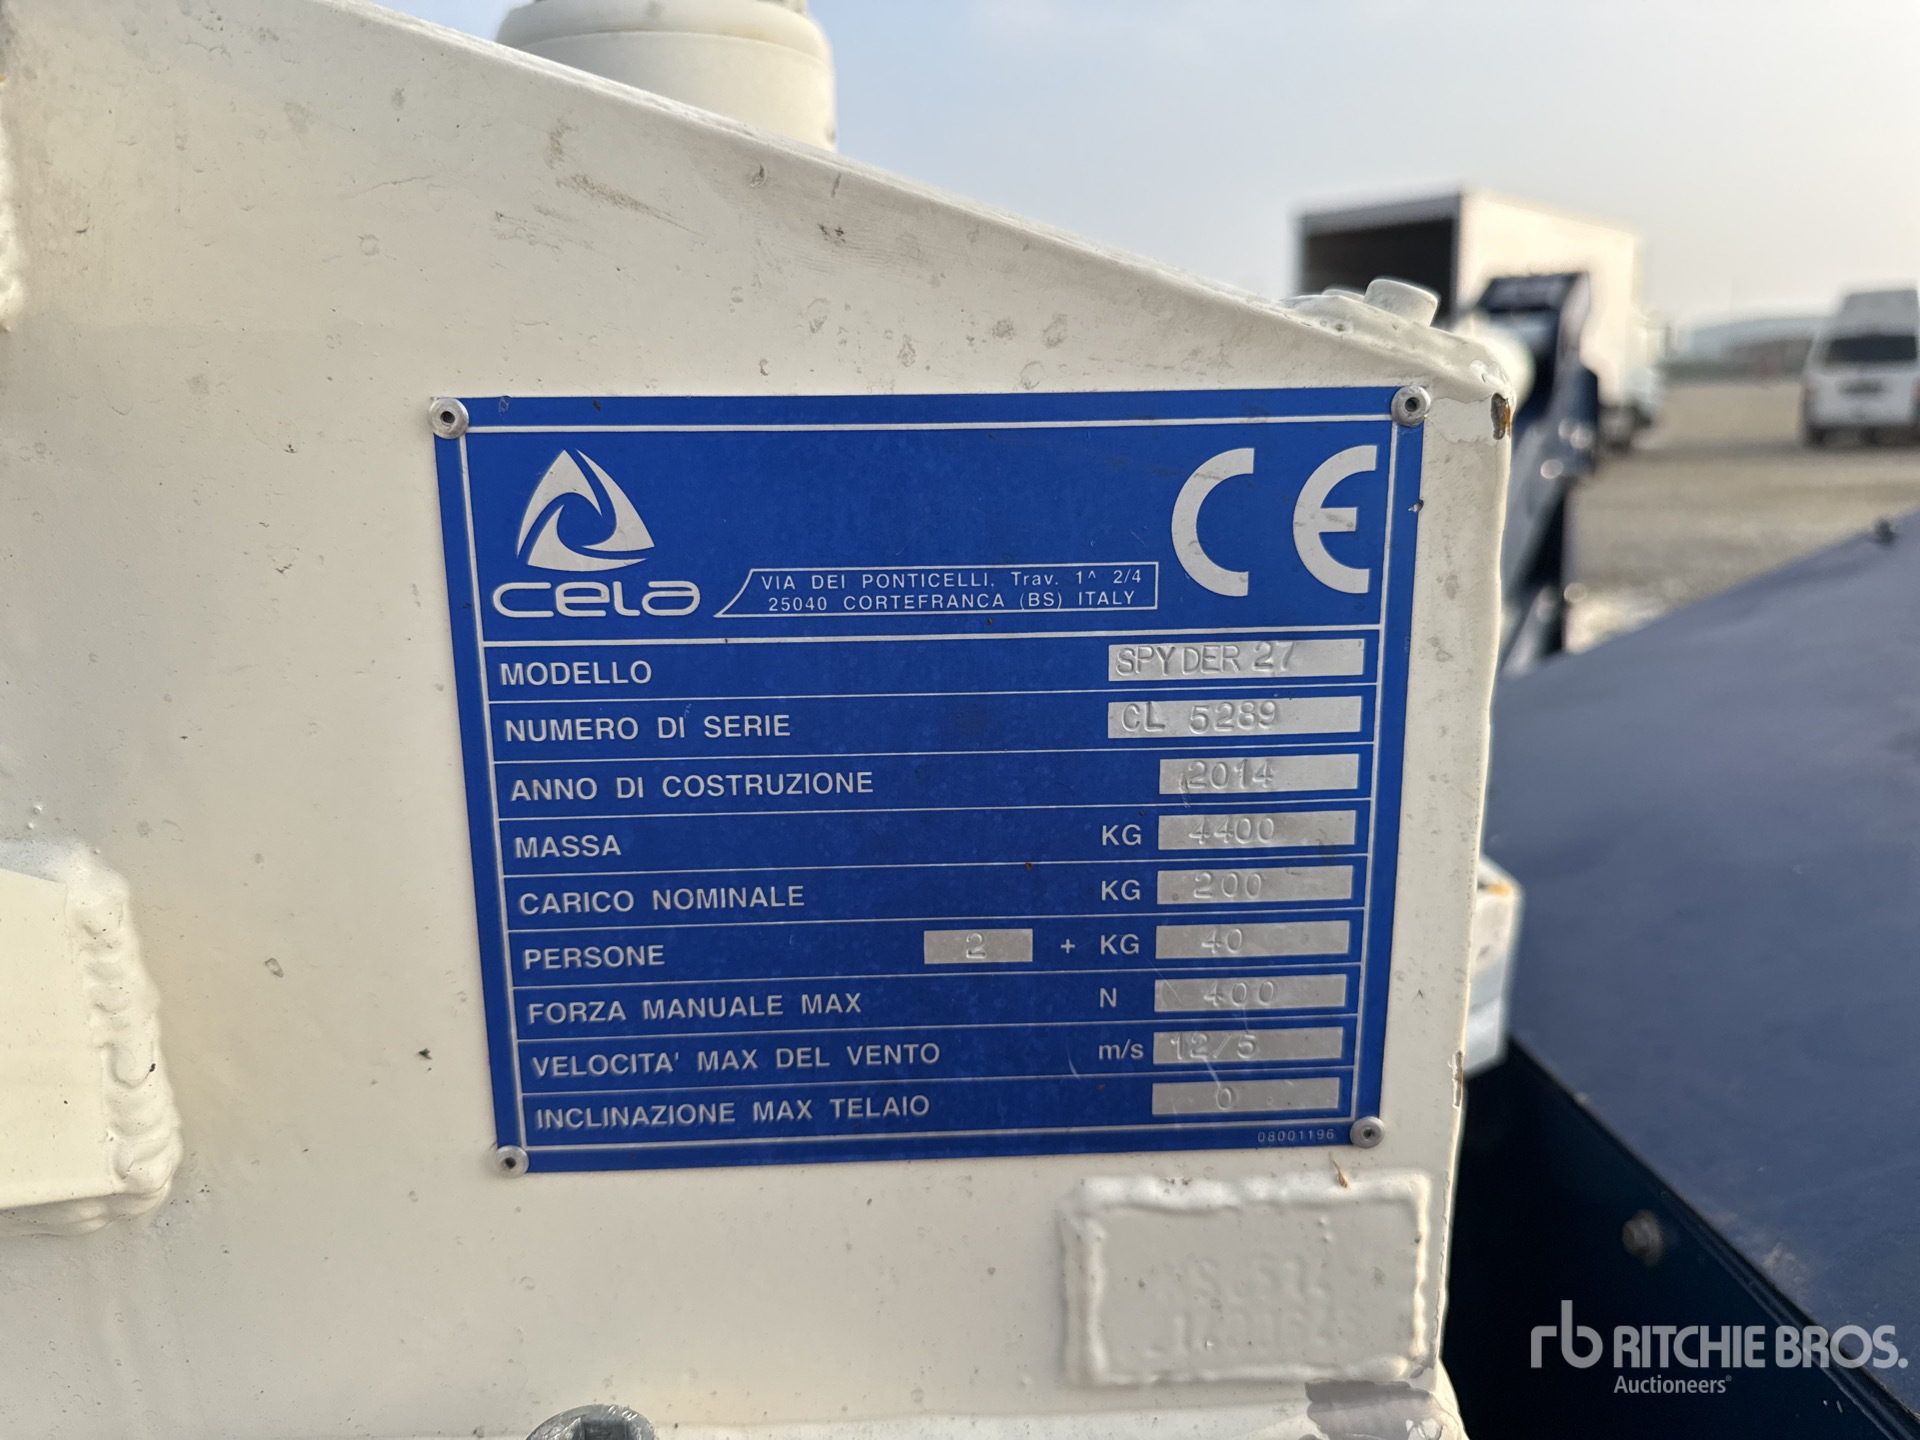 cela
CE
VIA DEI PONTICELLI, Trav. 1^ 2/4
25040 CORTEFRANCA (BS) ITALY
MODELLO SPYDER 27
NUMERO DI SERIE CL 5289
ANNO DI COSTRUZIONE 2014
MASSA KG 4400
CARICO NOMINALE KG 200
PERSONE 2 + KG 40
FORZA MANUALE MAX N 400
VELOCITA' MAX DEL VENTO m/s 12/5
INCLINAZIONE MAX TELAIO 0
08001196
rb RITCHIE BROS.
Auctioneers®